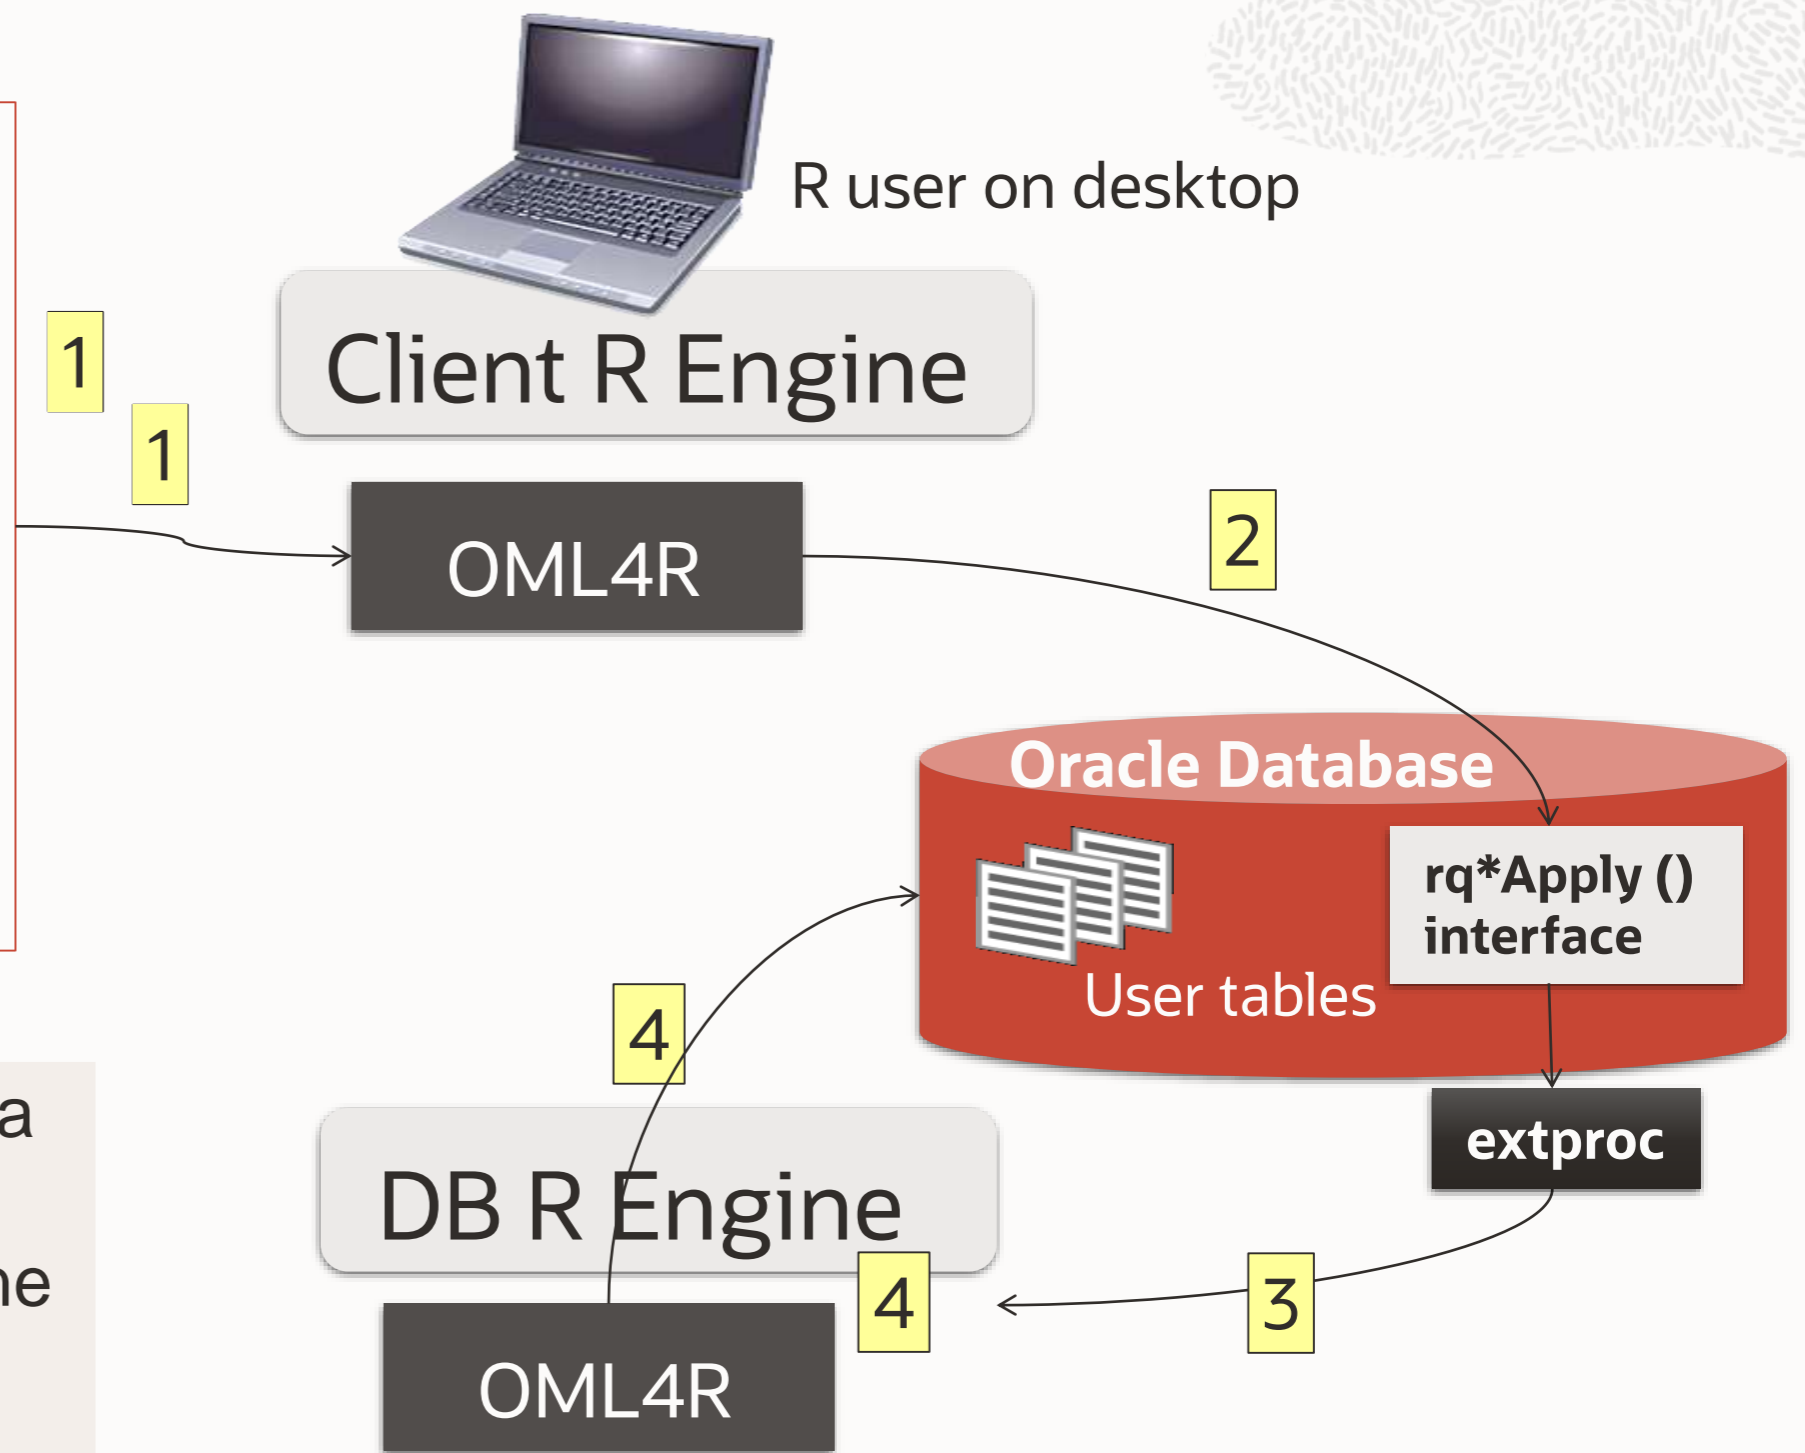 R user on desktop
1
Client R Engine
1
2
OML4R
Oracle Database
rq*Apply ()
interface
User tables
4
a
extproc
DB R Engine
ne
4
3
OML4R